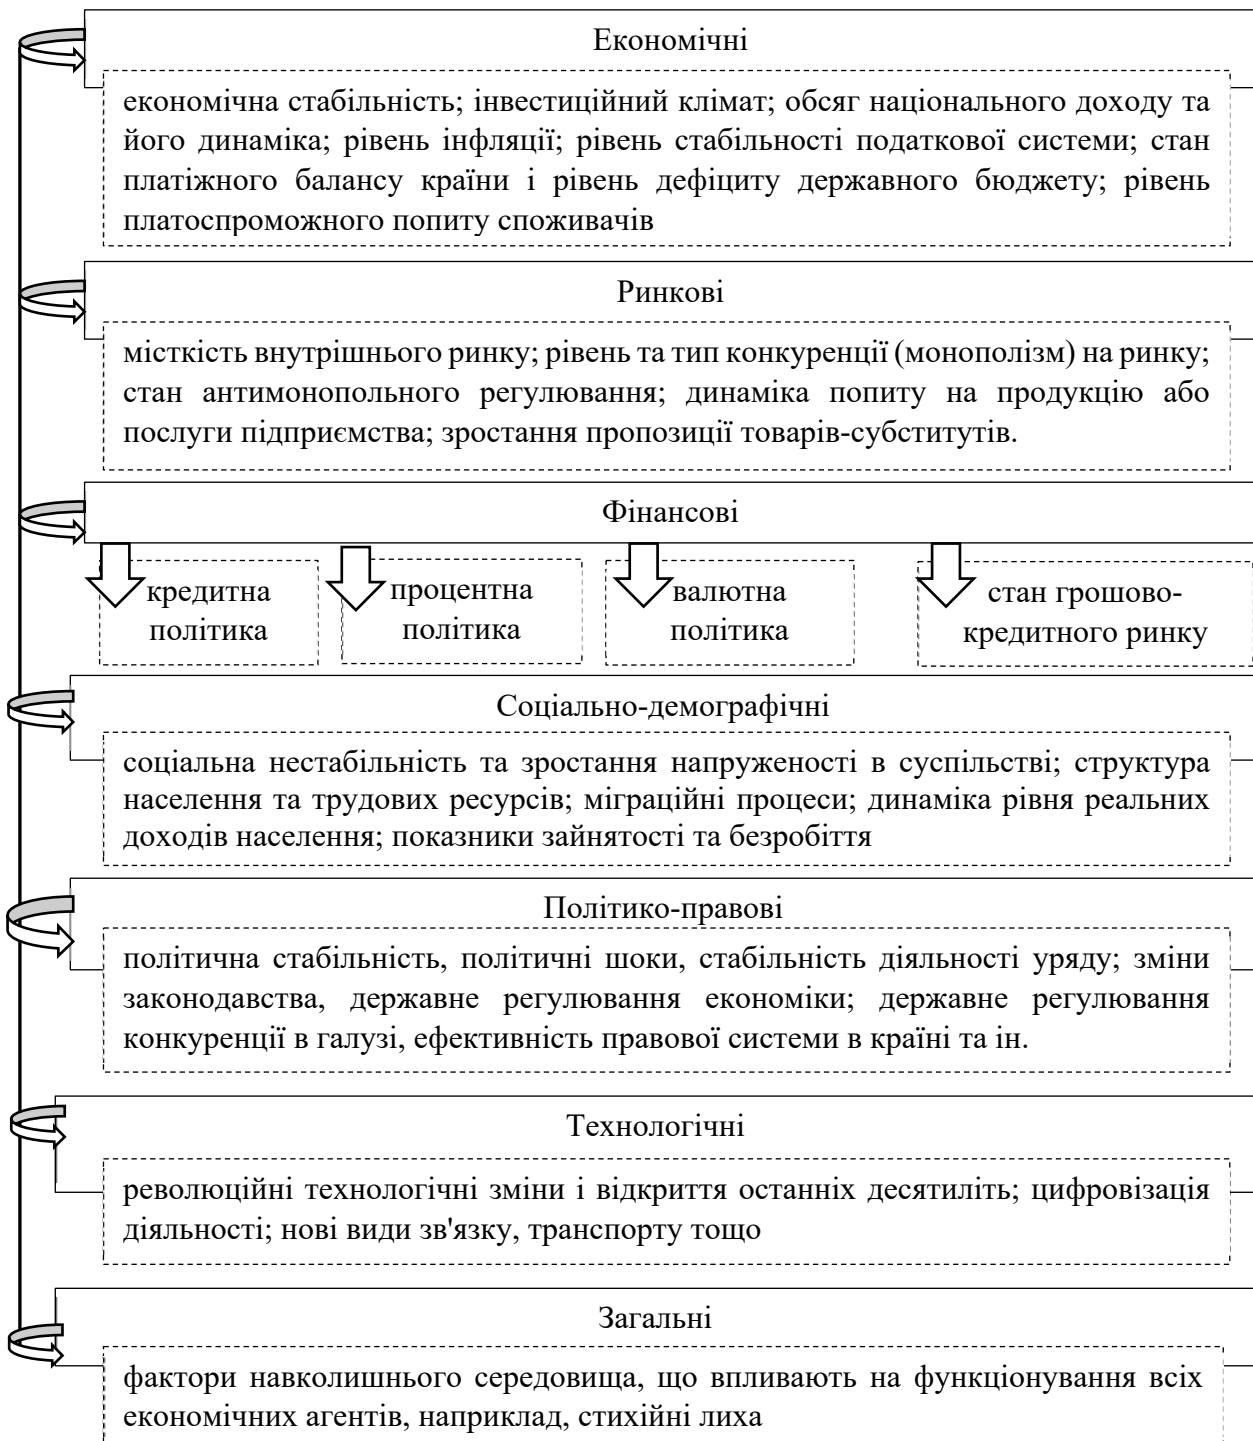 Економічні
економічна стабільність; інвестиційний клімат; обсяг національного доходу та
його динаміка; рівень інфляції; рівень стабільності податкової системи; стан
платіжного балансу країни і рівень дефіциту державного бюджету; рівень
платоспроможного попиту споживачів
Ринкові
місткість внутрішнього ринку; рівень та тип конкуренції (монополізм) на ринку;
стан антимонопольного регулювання; динаміка попиту на продукцію або
послуги підприємства; зростання пропозиції товарів-субститутів.
Фінансові
кредитна
політика
процентна
політика
валютна
політика
стан грошово-
кредитного ринку
Соціально-демографічні
соціальна нестабільність та зростання напруженості в суспільстві; структура
населення та трудових ресурсів; міграційні процеси; динаміка рівня реальних
доходів населення; показники зайнятості та безробіття
Політико-правові
політична стабільність, політичні шоки, стабільність діяльності уряду; зміни
законодавства, державне регулювання економіки; державне регулювання
конкуренції в галузі, ефективність правової системи в країні та ін.
Технологічні
революційні технологічні зміни і відкриття останніх десятиліть; цифровізація
діяльності; нові види зв'язку, транспорту тощо
Загальні
фактори навколишнього середовища, що впливають на функціонування всіх
економічних агентів, наприклад, стихійні лиха